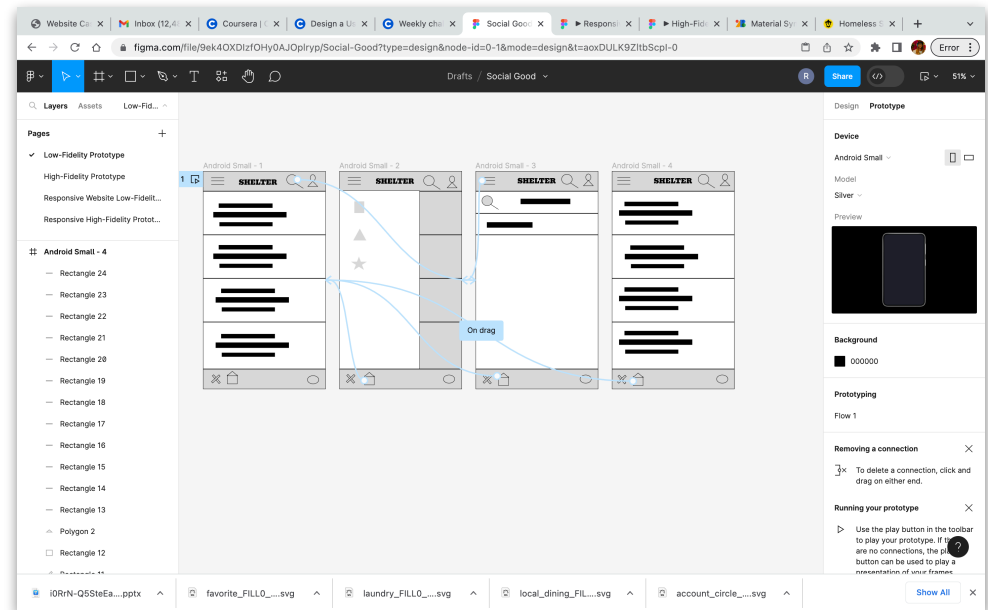 Website Ca
Inbox (12,4
Coursera | C
Design a Us
Weekly cha
Social Good
Respons
High-Fid
Material Sy
Homeless S
figma.com/file/9ek4OXDIzfOHy0AJOplryp/Social-Good?type=design&node-id=0-1&mode=design&t=aoxDULK9ZItbScpI-0
Error
Drafts / Social Good
R
Share
51%
Layers Assets Low-Fid...
Design Prototype
Pages
Low-Fidelity Prototype
High-Fidelity Prototype
Responsive Website Low-Fidelit...
Responsive High-Fidelity Protot...
Android Small - 4
Rectangle 24
Rectangle 23
Rectangle 22
Rectangle 21
Rectangle 20
Rectangle 19
Rectangle 18
Rectangle 17
Rectangle 16
Rectangle 15
Rectangle 14
Rectangle 13
Polygon 2
Rectangle 12
Android Small - 1
Android Small - 2
Android Small - 3
Android Small - 4
1
SHELTER
SHELTER
SHELTER
SHELTER
On drag
Device
Android Small
Model
Silver
Preview
Background
000000
Prototyping
Flow 1
Removing a connection
To delete a connection, click and
drag on either end.
Running your prototype
Use the play button in the toolbar
to play your prototype. If th
are no connections, the pla
button can be used to play a
presentation of your frames
?
i0RrN-Q5SteEa....pptx
favorite_FILL0_....svg
laundry_FILL0_....svg
local_dining_FIL....svg
account_circle_....svg
Show All